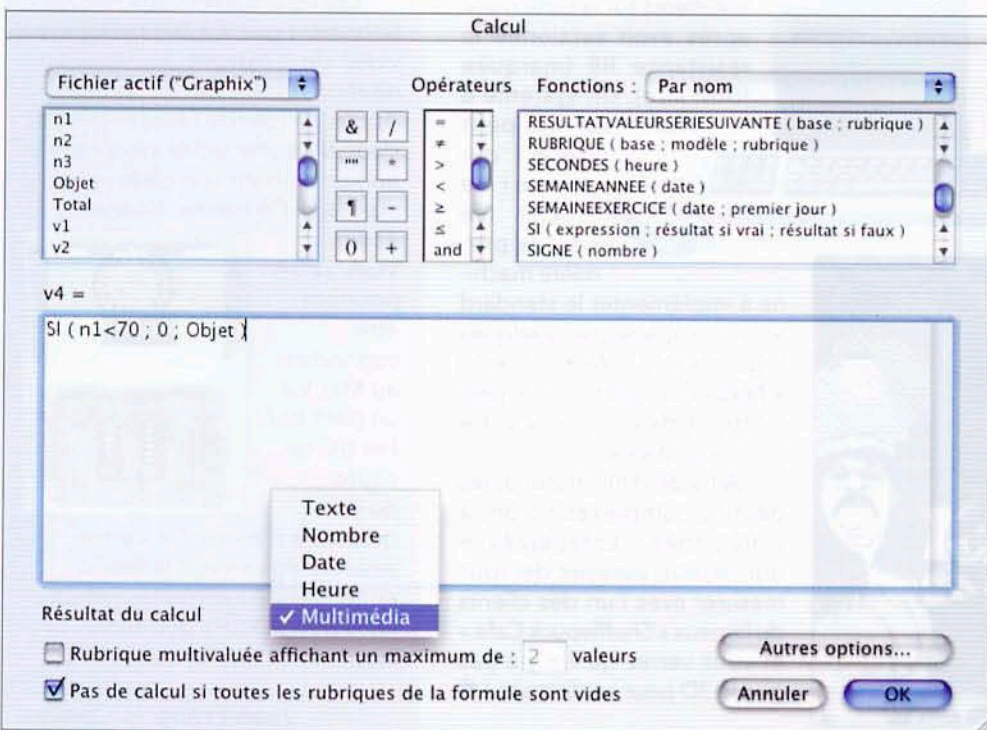 Calcul
Fichier actif ("Graphix")
Opérateurs
Fonctions :
Par nom
n1
n2
n3
Objet
Total
v1
v2
& /
"" *
¶ -
() +
=
≠
>
<
≥
≤
and
RESULTATVALEURSERIESUIVANTE ( base ; rubrique )
RUBRIQUE ( base ; modèle ; rubrique )
SECONDES ( heure )
SEMAINEANNEE ( date )
SEMAINEEXERCICE ( date ; premier jour )
SI ( expression ; résultat si vrai ; résultat si faux )
SIGNE ( nombre )
v4 =
SI ( n1<70 ; 0 ; Objet )
Texte
Nombre
Date
Heure
✓ Multimédia
Résultat du calcul
Rubrique multivaluée affichant un maximum de : 2 valeurs
Pas de calcul si toutes les rubriques de la formule sont vides
Autres options...
Annuler
OK